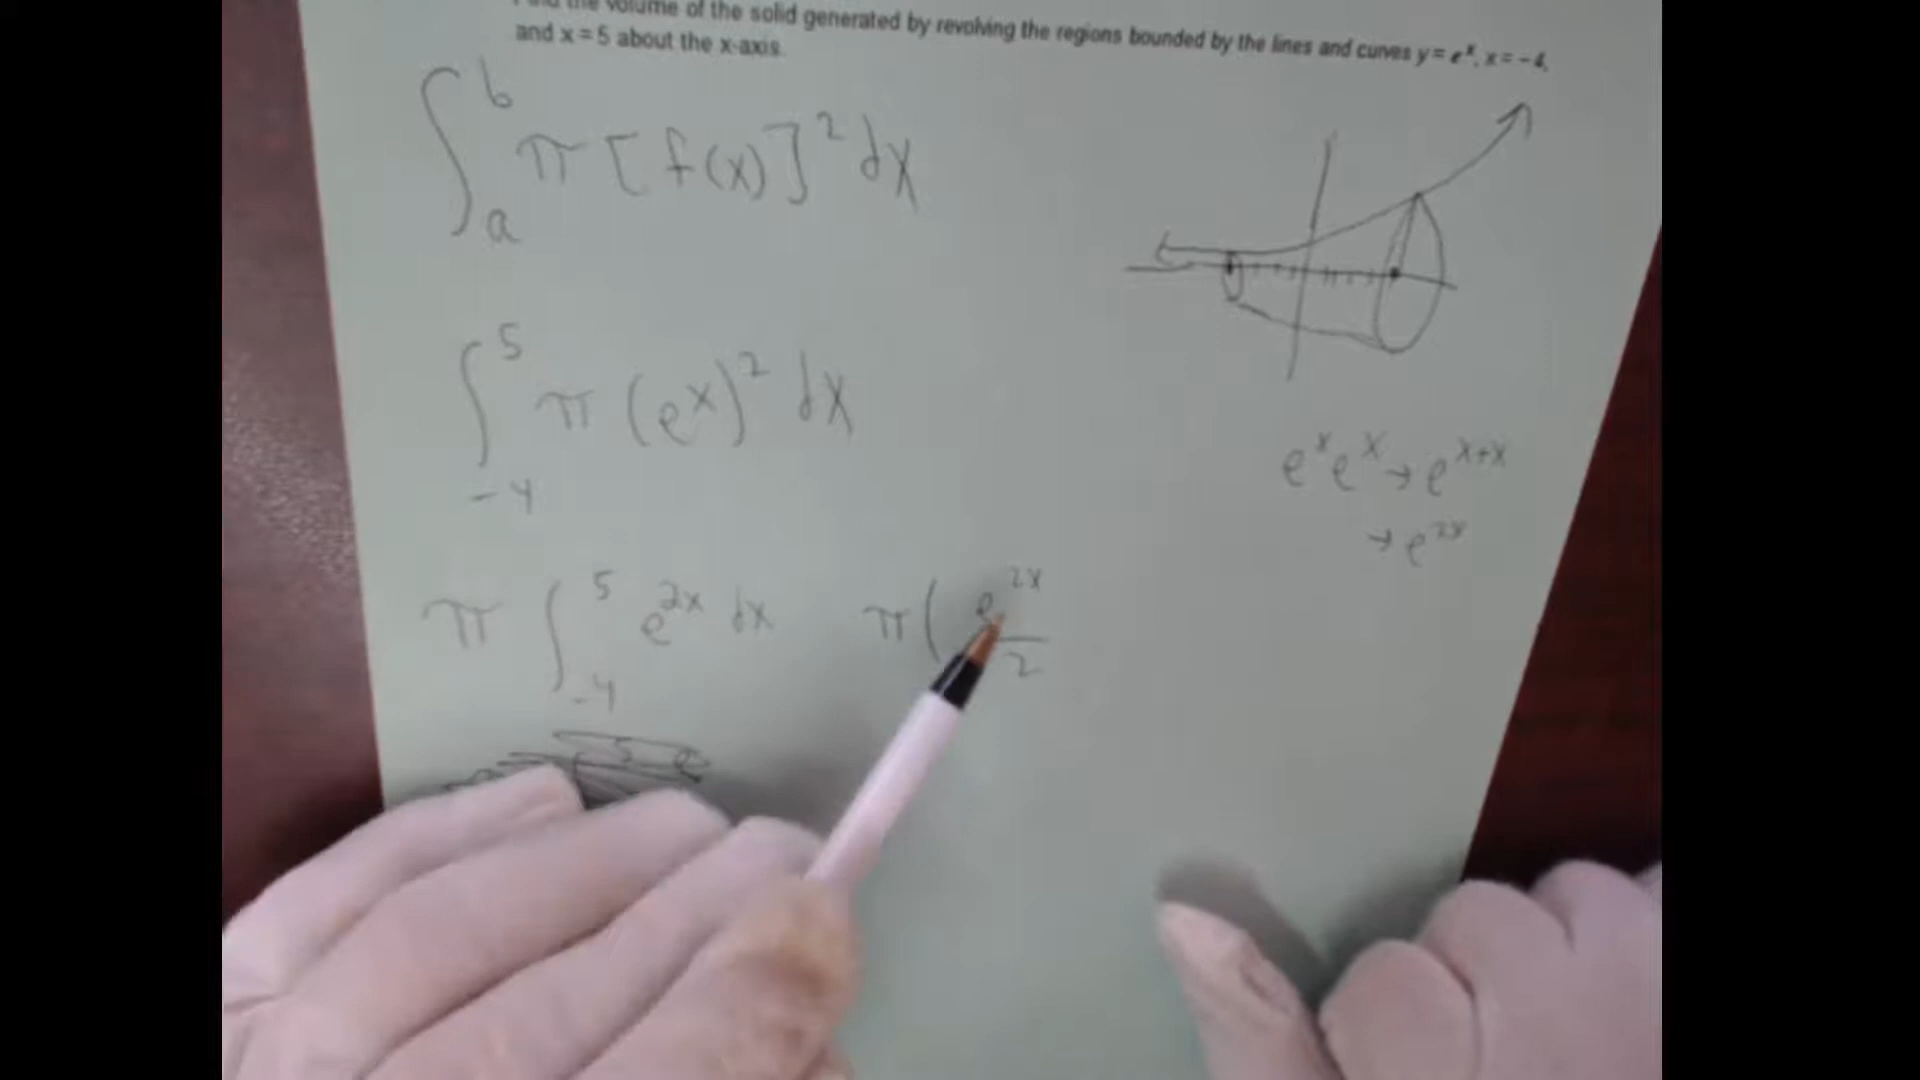 the volume of the solid generated by revolving the regions bounded by the lines and curves y = e^x, x = −4,
and x = 5 about the x-axis.
∫_a^b π [f(x)]^2 dx
∫_-4^5 π (e^x)^2 dx
e^x e^x → e^x+x
→ e^2x
π ∫_-4^5 e^2x dx π( e^2x/2